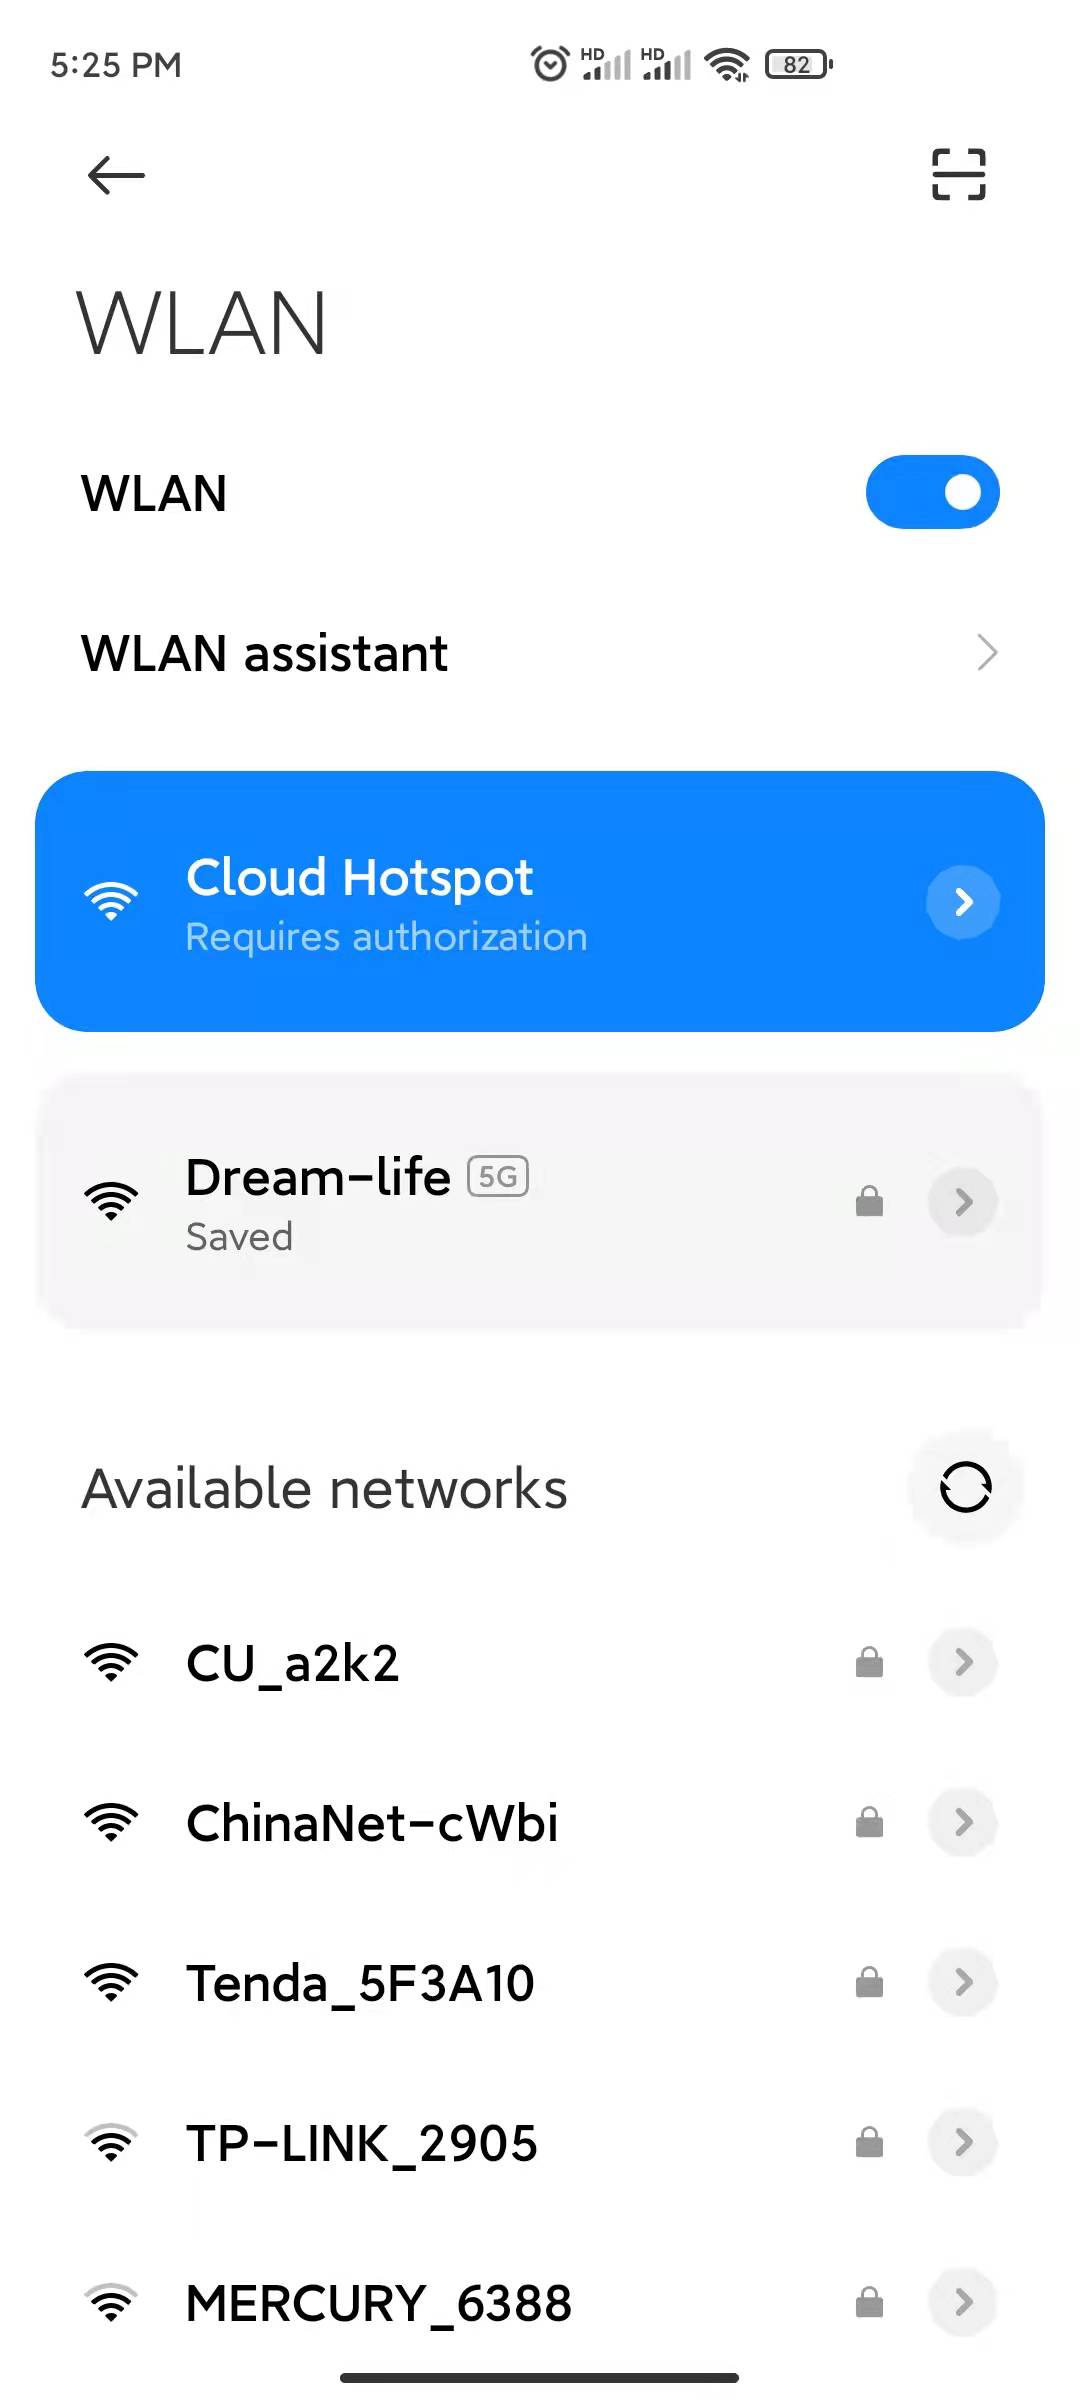 5:25 PM
HD HD 82
WLAN
WLAN
WLAN assistant
Cloud Hotspot
Requires authorization
Dream-life 5G
Saved
Available networks
CU_a2k2
ChinaNet-cWbi
Tenda_5F3A10
TP-LINK_2905
MERCURY_6388